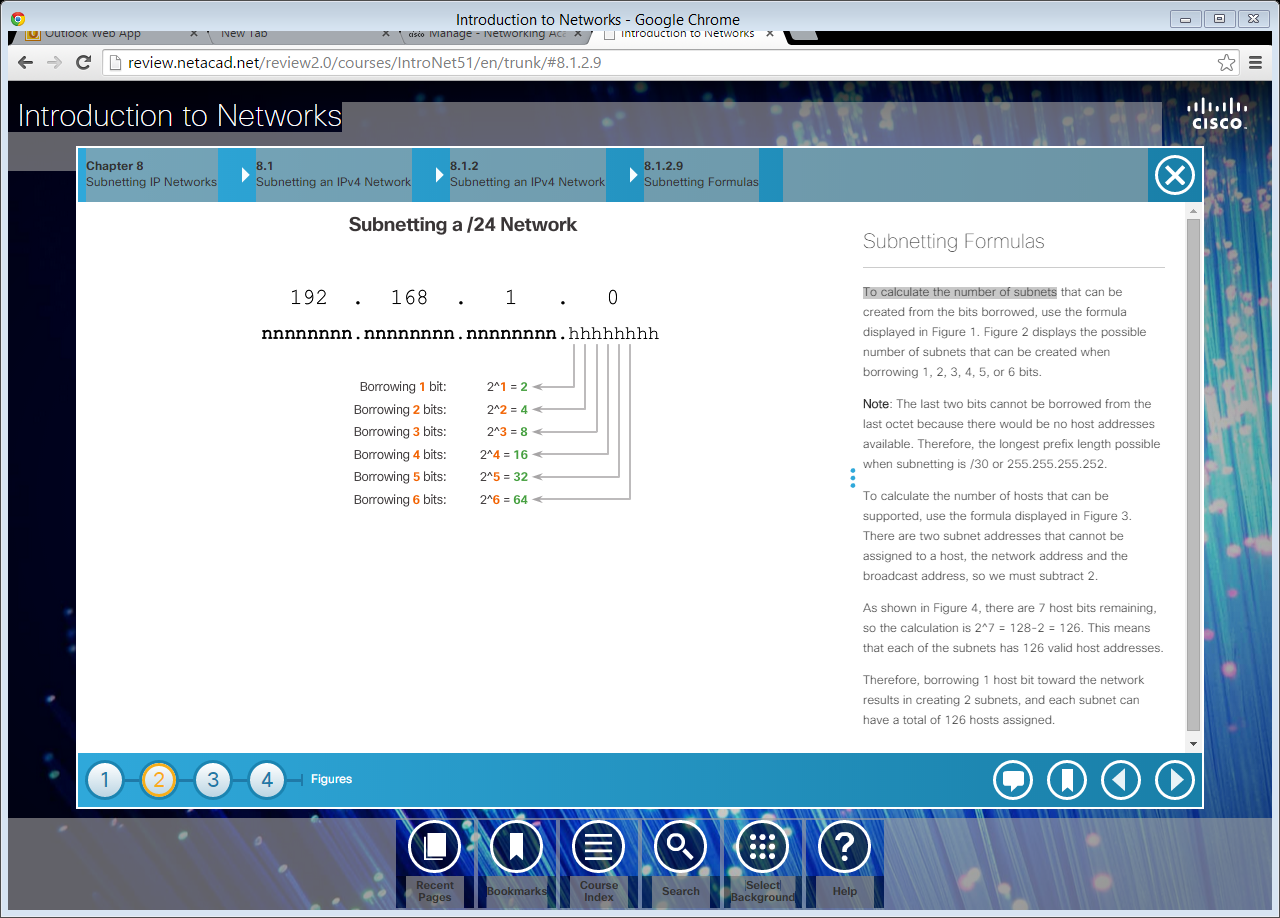 Introduction to Networks - Google Chrome
Outlook Web App
New Tab
Manage - Networking Aca
Introduction to Networks
review.netacad.net/review2.0/courses/IntroNet51/en/trunk/#8.1.2.9
Introduction to Networks
CISCO.
Chapter 8
Subnetting IP Networks
8.1
Subnetting an IPv4 Network
8.1.2
Subnetting an IPv4 Network
8.1.2.9
Subnetting Formulas
Subnetting a /24 Network
192 . 168 . 1 . 0
nnnnnnnn.nnnnnnnn.nnnnnnnn.hhhhhhhh
Borrowing 1 bit: 2^1 = 2
Borrowing 2 bits: 2^2 = 4
Borrowing 3 bits: 2^3 = 8
Borrowing 4 bits: 2^4 = 16
Borrowing 5 bits: 2^5 = 32
Borrowing 6 bits: 2^6 = 64
Subnetting Formulas
To calculate the number of subnets that can be
created from the bits borrowed, use the formula
displayed in Figure 1. Figure 2 displays the possible
number of subnets that can be created when
borrowing 1, 2, 3, 4, 5, or 6 bits.
Note: The last two bits cannot be borrowed from the
last octet because there would be no host addresses
available. Therefore, the longest prefix length possible
when subnetting is /30 or 255.255.255.252.
To calculate the number of hosts that can be
supported, use the formula displayed in Figure 3.
There are two subnet addresses that cannot be
assigned to a host, the network address and the
broadcast address, so we must subtract 2.
As shown in Figure 4, there are 7 host bits remaining,
so the calculation is 2^7 = 128-2 = 126. This means
that each of the subnets has 126 valid host addresses.
Therefore, borrowing 1 host bit toward the network
results in creating 2 subnets, and each subnet can
have a total of 126 hosts assigned.
1 2 3 4 Figures
Recent
Pages
Bookmarks
Course
Index
Search
Select
Background
Help